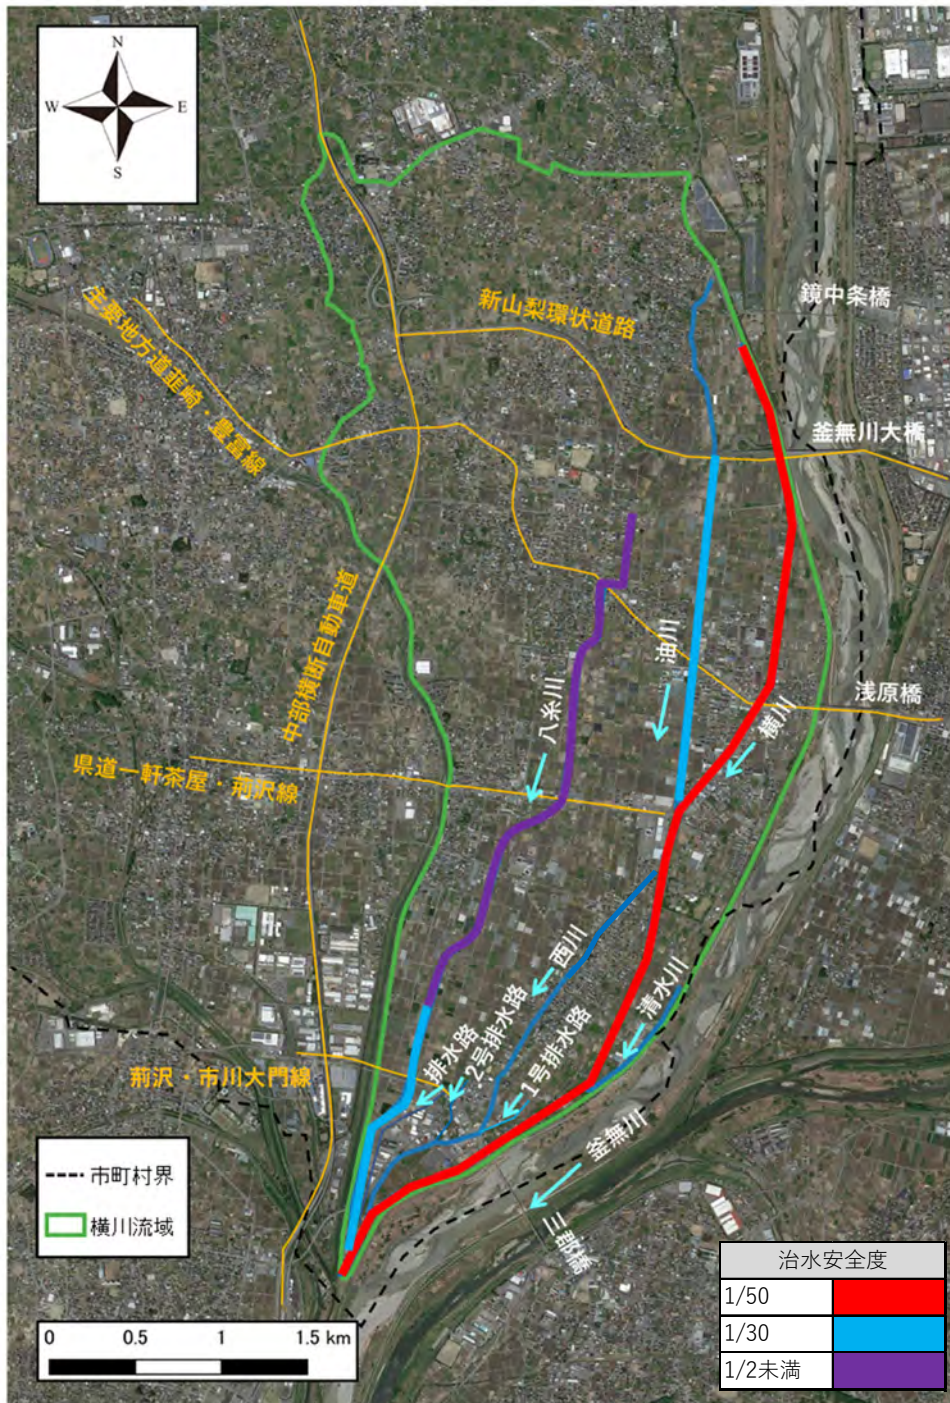 N
W
E
S
鏡中条橋
新山梨環状道路
主要地方道韮崎・豊富線
釜無川大橋
中部横断自動車道
油川
八糸川
横川
浅原橋
県道一軒茶屋・荊沢線
西川
清水川
排水路
2号排水路
1号排水路
荊沢・市川大門線
釜無川
三郡橋
市町村界
横川流域
0 0.5 1 1.5 km
治水安全度
1/50
1/30
1/2未満